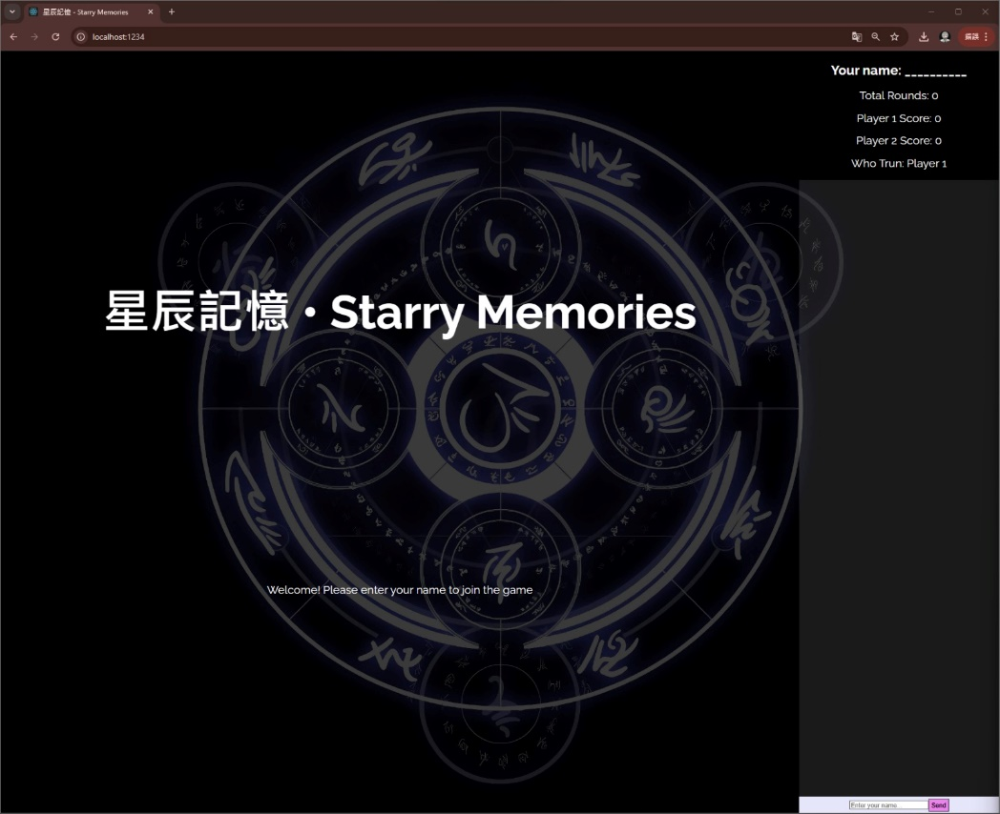 星辰記憶 - Starry Memories
localhost:1234
Your name: __________
Total Rounds: 0
Player 1 Score: 0
Player 2 Score: 0
Who Trun: Player 1
星辰記憶・Starry Memories
Welcome! Please enter your name to join the game
Enter your name...
Send